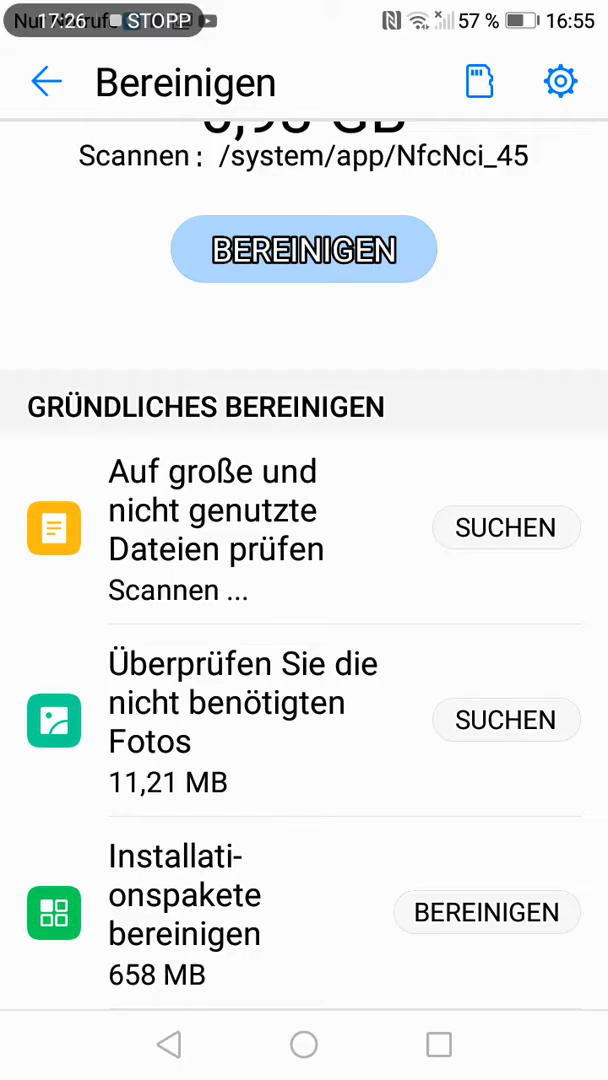 17:26 STOPP
57 % 16:55
Bereinigen
GB
Scannen : /system/app/NfcNci_45
BEREINIGEN
GRÜNDLICHES BEREINIGEN
Auf große und
nicht genutzte
Dateien prüfen
Scannen ...
SUCHEN
Überprüfen Sie die
nicht benötigten
Fotos
11,21 MB
SUCHEN
Installati-
onspakete
bereinigen
658 MB
BEREINIGEN